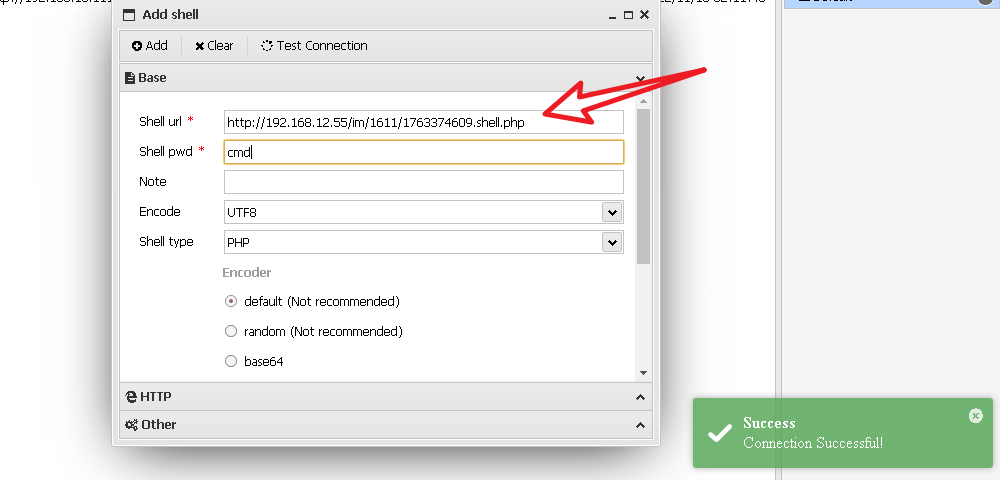 Add shell
Add Clear Test Connection
Base
Shell url * http://192.168.12.55/im/1611/1763374609.shell.php
Shell pwd * cmd
Note
Encode UTF8
Shell type PHP
Encoder
default (Not recommended)
random (Not recommended)
base64
HTTP
Other
Success
Connection Successful!